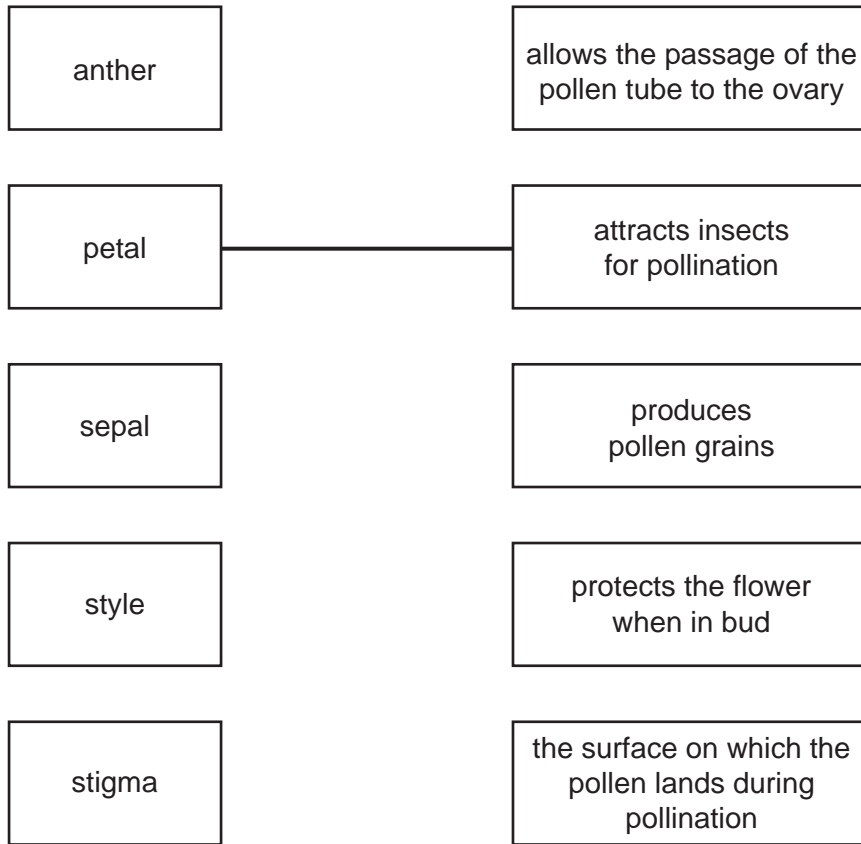 anther
allows the passage of the
pollen tube to the ovary
petal
attracts insects
for pollination
sepal
produces
pollen grains
style
protects the flower
when in bud
stigma
the surface on which the
pollen lands during
pollination